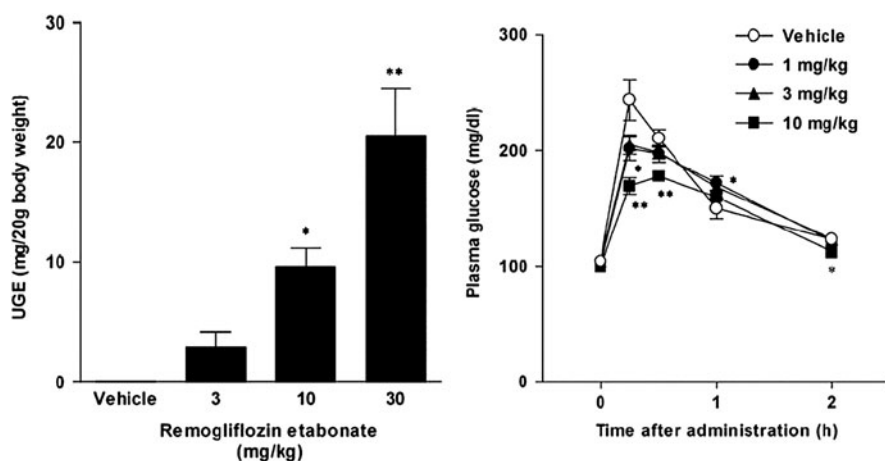 30
20
10
0
UGE (mg/20g body weight)
*
**
Vehicle 3 10 30
Remogliflozin etabonate
(mg/kg)
Vehicle
1 mg/kg
3 mg/kg
10 mg/kg
300
200
100
Plasma glucose (mg/dl)
*
**
**
*
*
0 1 2
Time after administration (h)